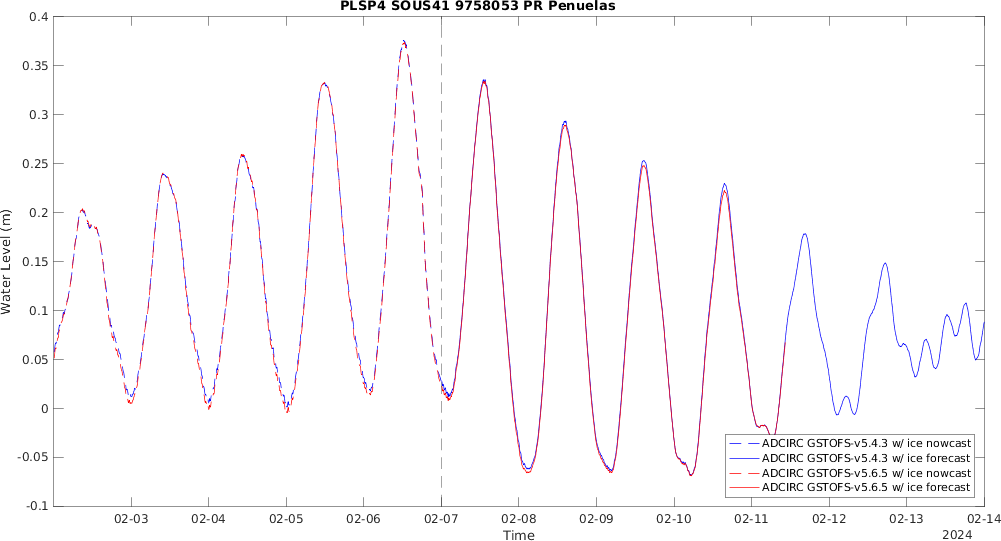 PLSP4 SOUS41 9758053 PR Penuelas
0.4
0.35
0.3
0.25
0.2
0.15
0.1
0.05
0
-0.05
-0.1
Water Level (m)
ADCIRC GSTOFS-v5.4.3 w/ ice nowcast
ADCIRC GSTOFS-v5.4.3 w/ ice forecast
ADCIRC GSTOFS-v5.6.5 w/ ice nowcast
ADCIRC GSTOFS-v5.6.5 w/ ice forecast
02-03 02-04 02-05 02-06 02-07 02-08 02-09 02-10 02-11 02-12 02-13 02-14
Time
2024